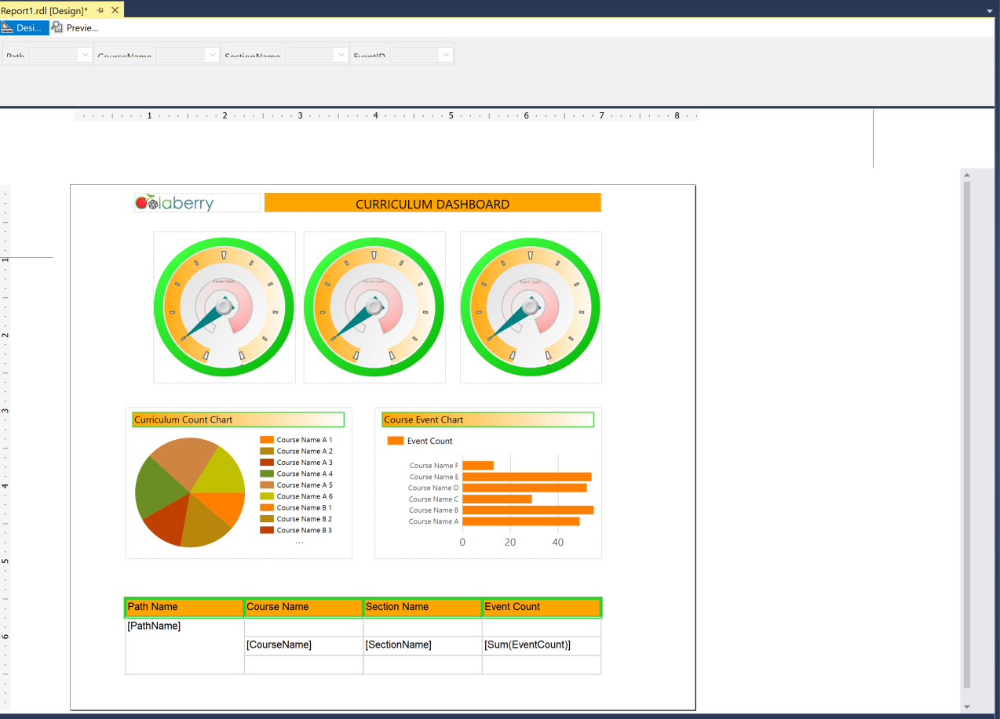 Report1.rdl [Design]*
Desi... Previe...
Path CourseName SectionName EventID
1 2 3 4 5 6 7 8
1
2
3
4
5
6
Colaberry CURRICULUM DASHBOARD
Course Count Section Count Event Count
Curriculum Count Chart
Course Name A 1
Course Name A 2
Course Name A 3
Course Name A 4
Course Name A 5
Course Name A 6
Course Name B 1
Course Name B 2
Course Name B 3
...
Course Event Chart
Event Count
Course Name F
Course Name E
Course Name D
Course Name C
Course Name B
Course Name A
0 20 40
Path Name Course Name Section Name Event Count
[PathName]
[CourseName] [SectionName] [Sum(EventCount)]